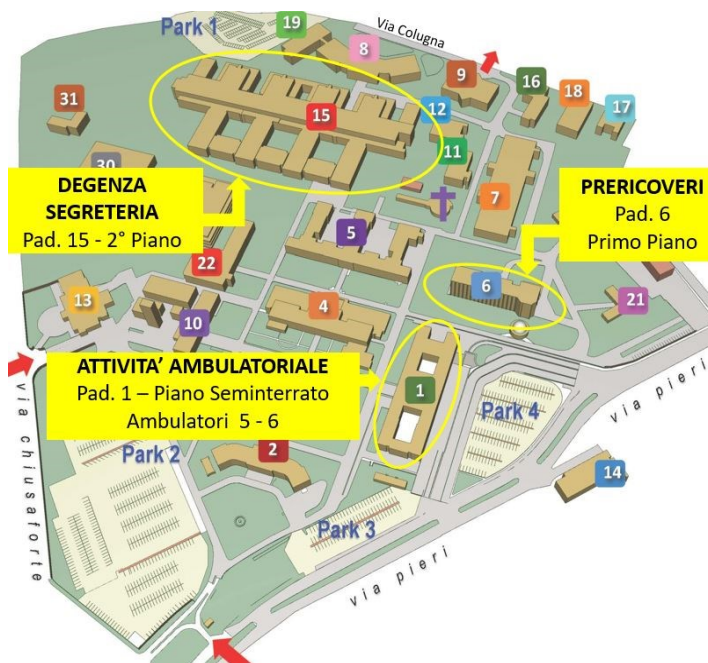 Park 1
19
8
Via Colugna
9
16
18
17
31
15
12
11
30
7
DEGENZA
SEGRETERIA
Pad. 15 - 2° Piano
PRERICOVERI
Pad. 6
Primo Piano
5
22
6
21
13
10
4
ATTIVITA’ AMBULATORIALE
Pad. 1 – Piano Seminterrato
Ambulatori 5 - 6
1
Park 4
via pieri
via chiusaforte
Park 2
2
14
Park 3
via pieri